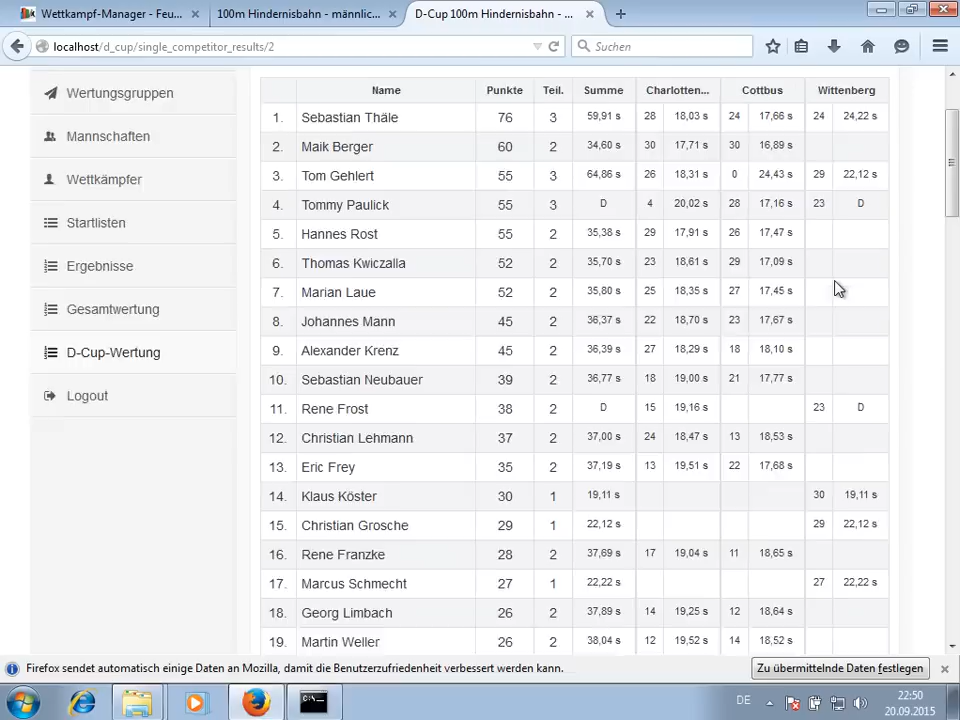 Wettkampf-Manager - Feu...
100m Hindernisbahn - männlic...
D-Cup 100m Hindernisbahn - ...
localhost/d_cup/single_competitor_results/2
Suchen
Wertungsgruppen
Mannschaften
Wettkämpfer
Startlisten
Ergebnisse
Gesamtwertung
D-Cup-Wertung
Logout
Name Punkte Teil. Summe Charlotten... Cottbus Wittenberg
1. Sebastian Thäle 76 3 59,91 s 28 18,03 s 24 17,66 s 24 24,22 s
2. Maik Berger 60 2 34,60 s 30 17,71 s 30 16,89 s
3. Tom Gehlert 55 3 64,86 s 26 18,31 s 0 24,43 s 29 22,12 s
4. Tommy Paulick 55 3 D 4 20,02 s 28 17,16 s 23 D
5. Hannes Rost 55 2 35,38 s 29 17,91 s 26 17,47 s
6. Thomas Kwiczalla 52 2 35,70 s 23 18,61 s 29 17,09 s
7. Marian Laue 52 2 35,80 s 25 18,35 s 27 17,45 s
8. Johannes Mann 45 2 36,37 s 22 18,70 s 23 17,67 s
9. Alexander Krenz 45 2 36,39 s 27 18,29 s 18 18,10 s
10. Sebastian Neubauer 39 2 36,77 s 18 19,00 s 21 17,77 s
11. Rene Frost 38 2 D 15 19,16 s 23 D
12. Christian Lehmann 37 2 37,00 s 24 18,47 s 13 18,53 s
13. Eric Frey 35 2 37,19 s 13 19,51 s 22 17,68 s
14. Klaus Köster 30 1 19,11 s 30 19,11 s
15. Christian Grosche 29 1 22,12 s 29 22,12 s
16. Rene Franzke 28 2 37,69 s 17 19,04 s 11 18,65 s
17. Marcus Schmecht 27 1 22,22 s 27 22,22 s
18. Georg Limbach 26 2 37,89 s 14 19,25 s 12 18,64 s
19. Martin Weller 26 2 38,04 s 12 19,52 s 14 18,52 s
Firefox sendet automatisch einige Daten an Mozilla, damit die Benutzerzufriedenheit verbessert werden kann.
Zu übermittelnde Daten festlegen
DE
22:50
20.09.2015